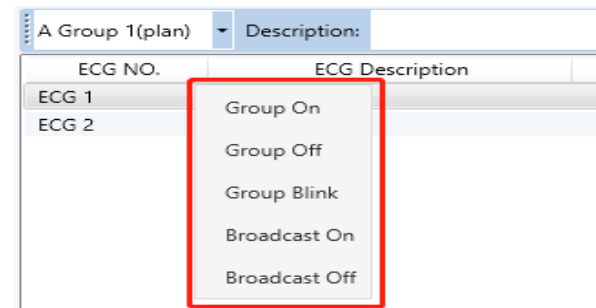 A Group 1(plan) Description:
ECG NO. ECG Description
ECG 1
ECG 2
Group On
Group Off
Group Blink
Broadcast On
Broadcast Off